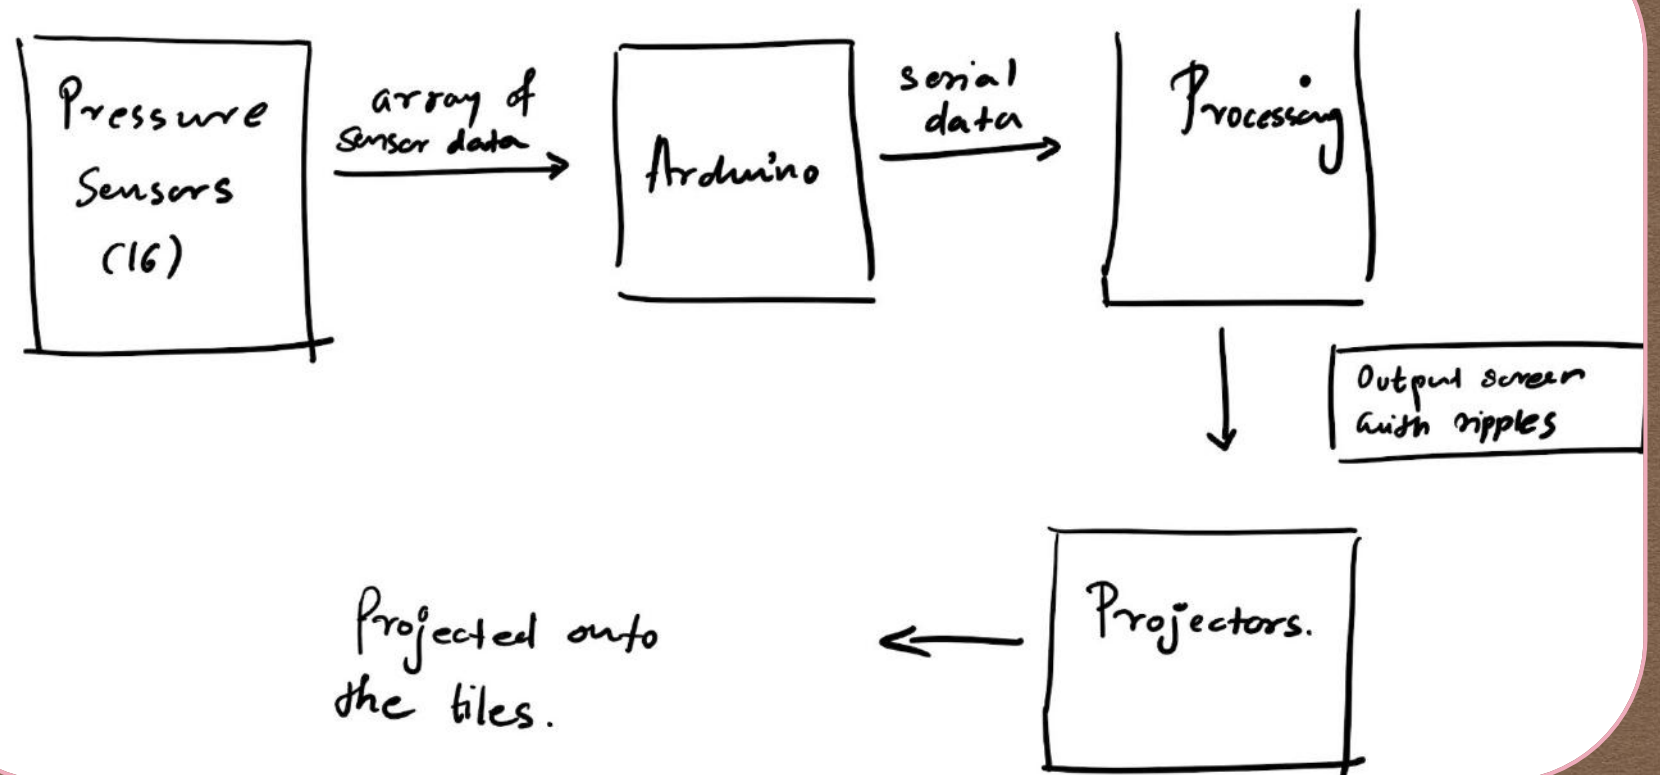 Pressure
Sensors
(16)
array of
sensor data
Arduino
serial
data
Processing
Output screen
with ripples
Projectors.
Projected onto
the tiles.